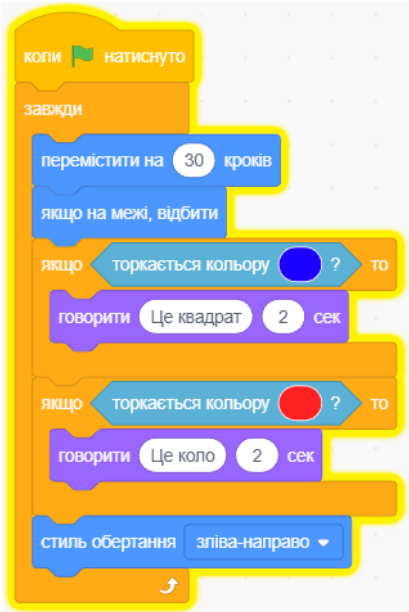 коли натиснуто
завжди
перемістити на 30 кроків
якщо на межі, відбити
якщо торкається кольору ? то
говорити Це квадрат 2 сек
якщо торкається кольору ? то
говорити Це коло 2 сек
стиль обертання зліва-направо